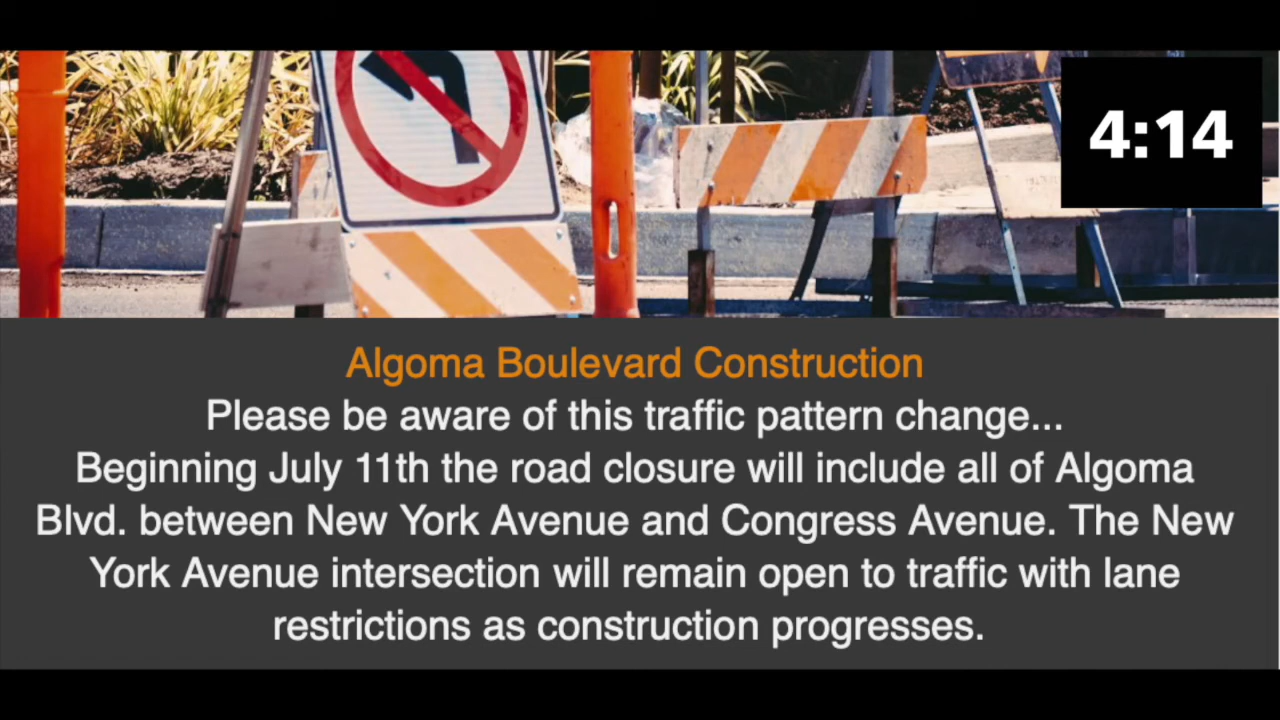 4:14
Algoma Boulevard Construction
Please be aware of this traffic pattern change...
Beginning July 11th the road closure will include all of Algoma
Blvd. between New York Avenue and Congress Avenue. The New
York Avenue intersection will remain open to traffic with lane
restrictions as construction progresses.